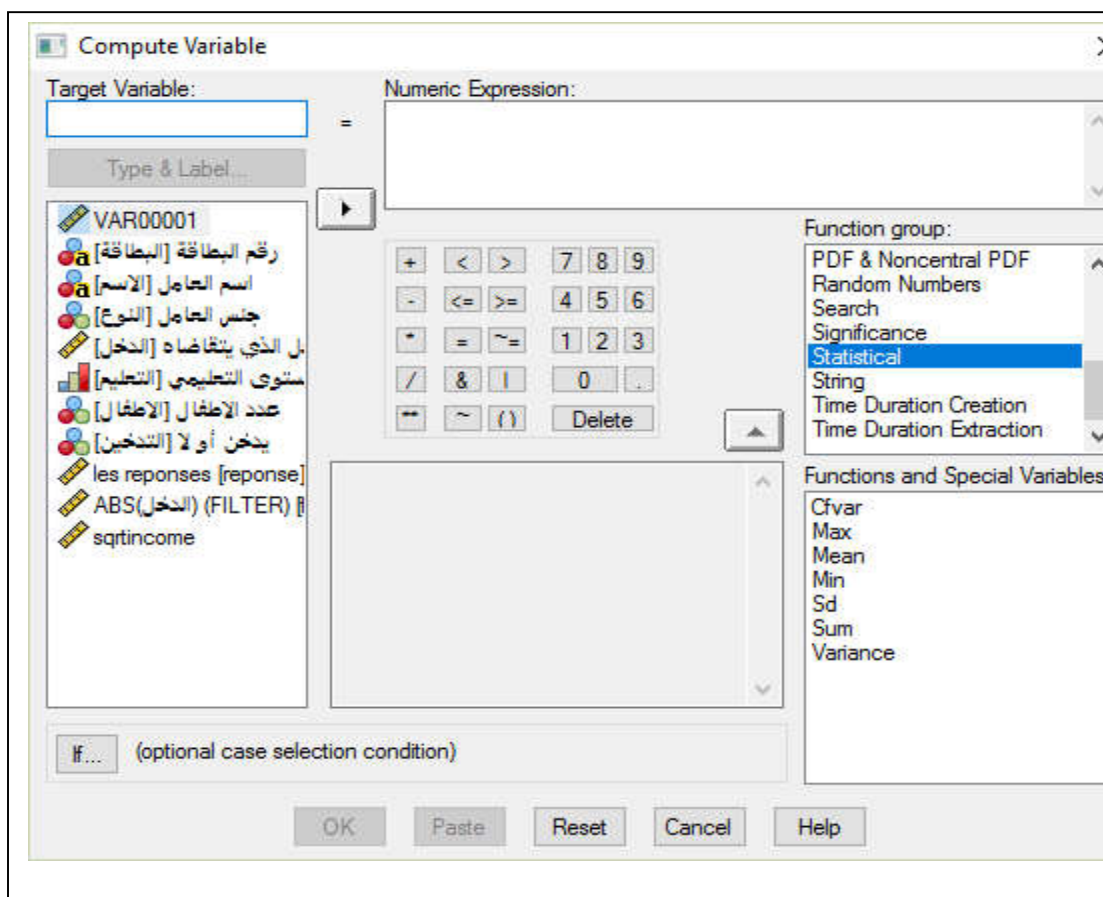 Compute Variable
Target Variable:
Numeric Expression:
=
Type & Label...
VAR00001
رقم البطاقة [البطاقة]
اسم العامل [الاسم]
جنس العامل [النوع]
ل الذي يتقاضاه [الدخل]
ستوى التعليمي [التعليم]
عدد الاطفال [الاطفال]
يدخن أو لا [التدخين]
les reponses [reponse]
ABS(الدخل) (FILTER) [
sqrtincome
+ < > 7 8 9
- <= >= 4 5 6
* = ~= 1 2 3
/ & | 0 .
** ~ () Delete
Function group:
PDF & Noncentral PDF
Random Numbers
Search
Significance
Statistical
String
Time Duration Creation
Time Duration Extraction
Functions and Special Variables
Cfvar
Max
Mean
Min
Sd
Sum
Variance
If... (optional case selection condition)
OK Paste Reset Cancel Help